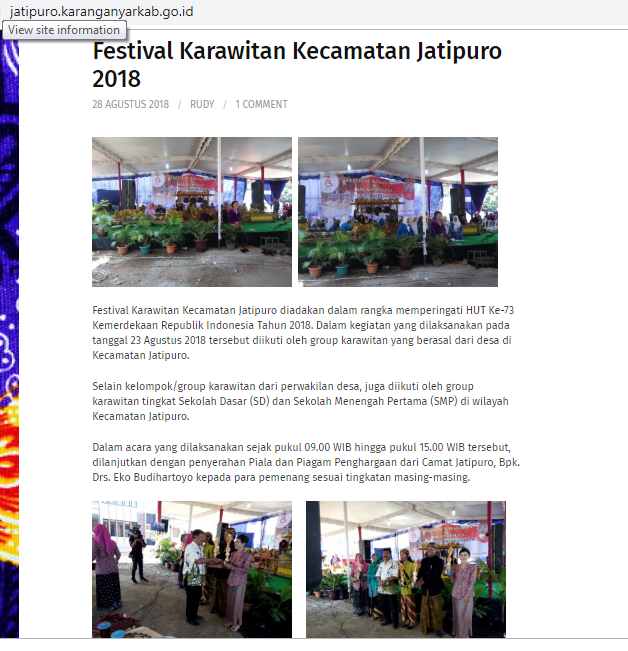 jatipuro.karanganyarkab.go.id
View site information
Festival Karawitan Kecamatan Jatipuro
2018
28 AGUSTUS 2018 / RUDY / 1 COMMENT
Festival Karawitan Kecamatan Jatipuro diadakan dalam rangka memperingati HUT Ke-73
Kemerdekaan Republik Indonesia Tahun 2018. Dalam kegiatan yang dilaksanakan pada
tanggal 23 Agustus 2018 tersebut diikuti oleh group karawitan yang berasal dari desa di
Kecamatan Jatipuro.
Selain kelompok/group karawitan dari perwakilan desa, juga diikuti oleh group
karawitan tingkat Sekolah Dasar (SD) dan Sekolah Menengah Pertama (SMP) di wilayah
Kecamatan Jatipuro.
Dalam acara yang dilaksanakan sejak pukul 09.00 WIB hingga pukul 15.00 WIB tersebut,
dilanjutkan dengan penyerahan Piala dan Piagam Penghargaan dari Camat Jatipuro, Bpk.
Drs. Eko Budihartoyo kepada para pemenang sesuai tingkatan masing-masing.